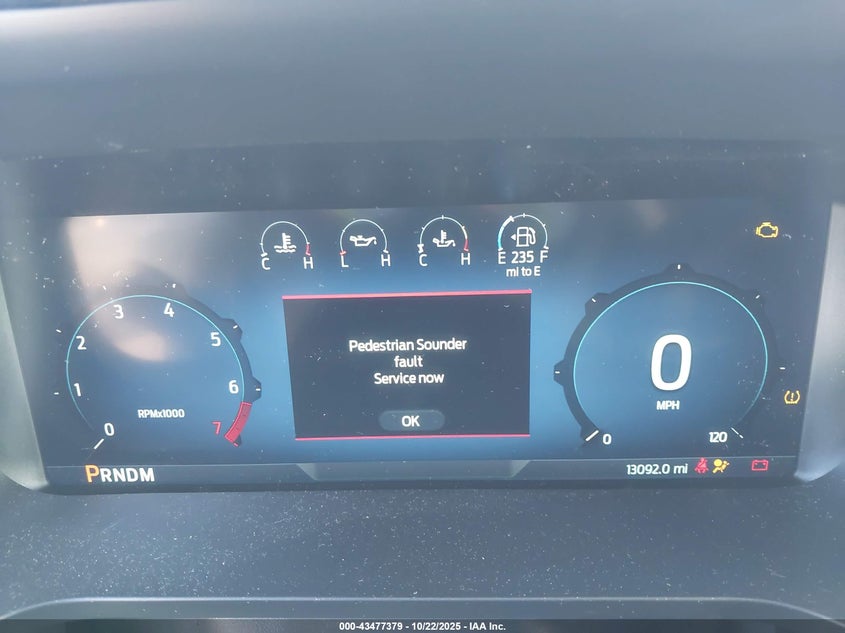 C H
L H
C H
E 235 F
mi to E
0
1
2
3
4
5
6
7
RPMx1000
Pedestrian Sounder
fault
Service now
OK
0
MPH
0
120
PRNDM
13092.0 mi
000-43477379 - 10/22/2025 - IAA Inc.